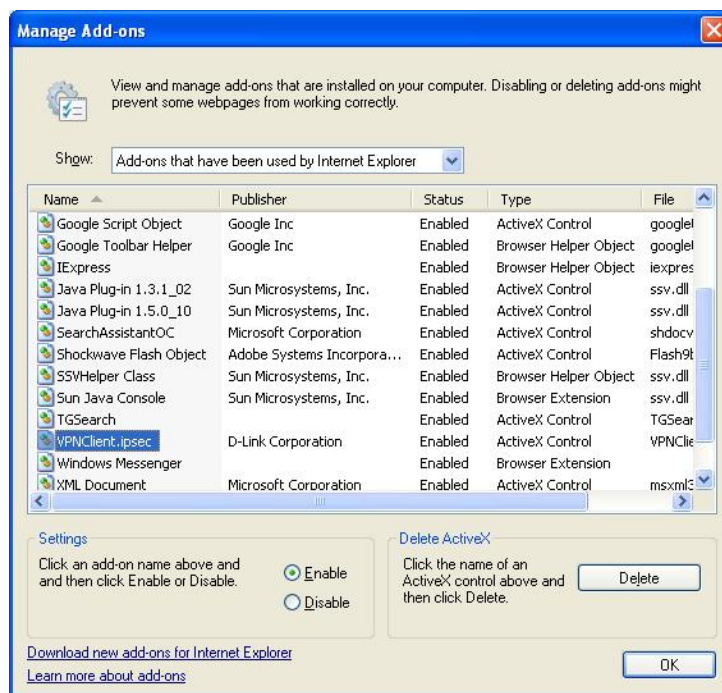 Manage Add-ons
View and manage add-ons that are installed on your computer. Disabling or deleting add-ons might
prevent some webpages from working correctly.
Show: Add-ons that have been used by Internet Explorer
Name Publisher Status Type File
Google Script Object Google Inc Enabled ActiveX Control googlet
Google Toolbar Helper Google Inc Enabled Browser Helper Object googlet
IExpress Enabled Browser Helper Object iexpres
Java Plug-in 1.3.1_02 Sun Microsystems, Inc. Enabled ActiveX Control ssv.dll
Java Plug-in 1.5.0_10 Sun Microsystems, Inc. Enabled ActiveX Control ssv.dll
SearchAssistantOC Microsoft Corporation Enabled ActiveX Control shdocv
Shockwave Flash Object Adobe Systems Incorpora... Enabled ActiveX Control Flash9b
SSVHelper Class Sun Microsystems, Inc. Enabled Browser Helper Object ssv.dll
Sun Java Console Sun Microsystems, Inc. Enabled Browser Extension ssv.dll
TGSearch Enabled ActiveX Control TGSear
VPNClient.ipsec D-Link Corporation Enabled ActiveX Control VPNClie
Windows Messenger Enabled Browser Extension
XML Document Microsoft Corporation Enabled ActiveX Control msxml3
Settings
Click an add-on name above and
and then click Enable or Disable.
Enable
Disable
Delete ActiveX
Click the name of an
ActiveX control above and
then click Delete.
Delete
Download new add-ons for Internet Explorer
Learn more about add-ons
OK